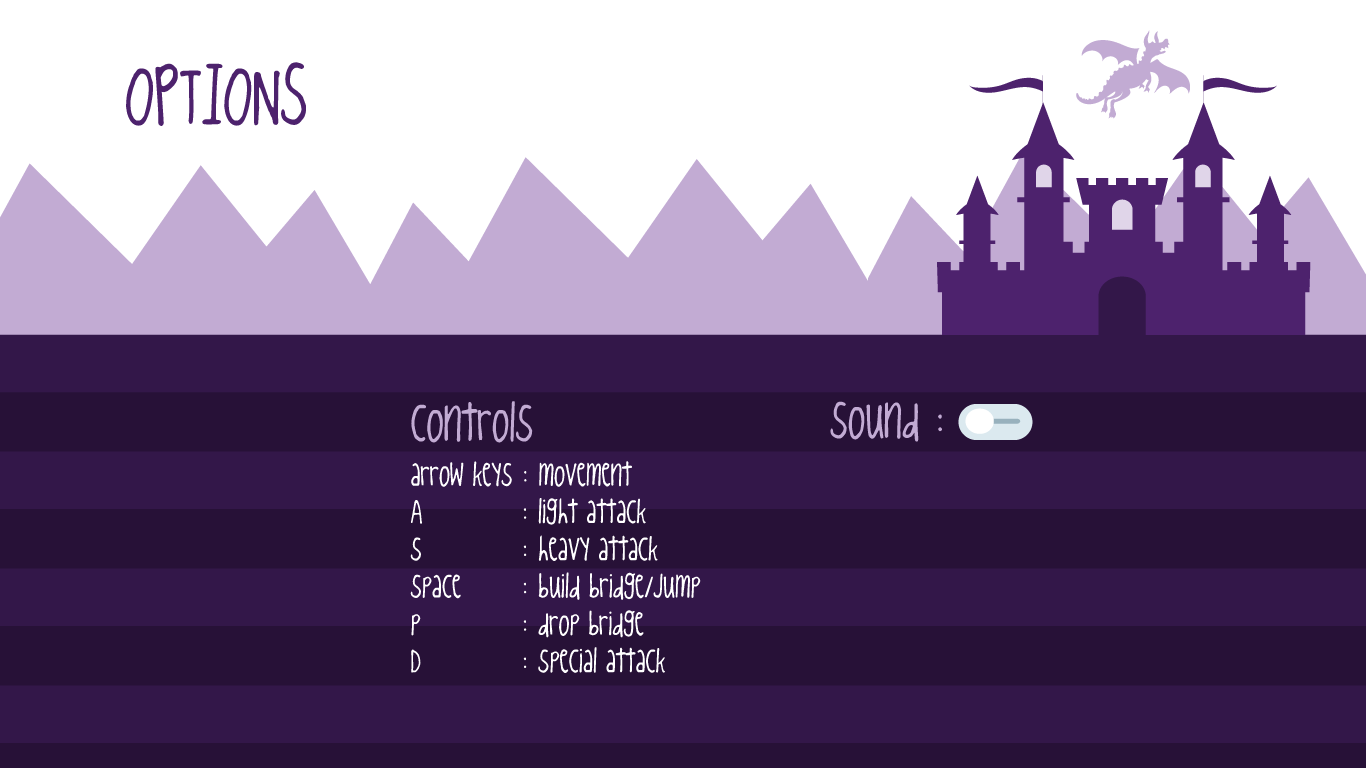 OPTIONS
Controls
arrow keys : movement
A : light attack
S : heavy attack
Space : build bridge/jump
P : drop bridge
D : special attack
Sound :